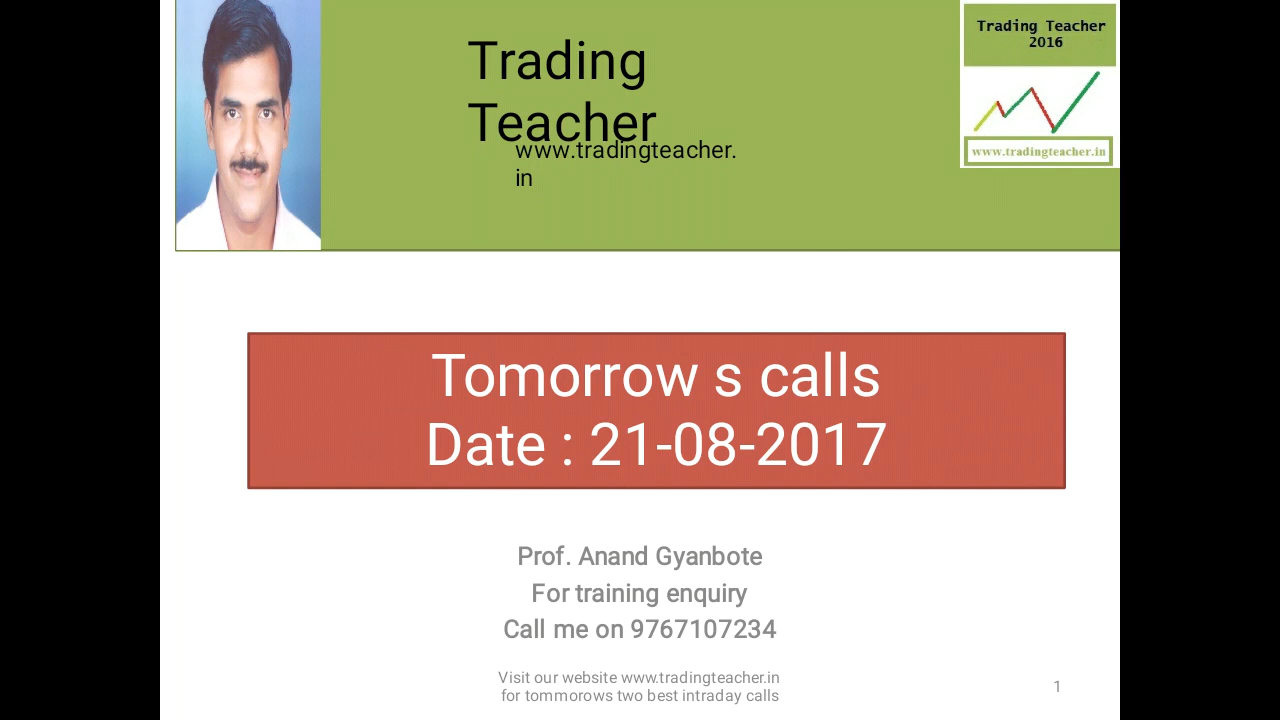 Trading
Teacher
www.tradingteacher.
in
Trading Teacher
2016
www.tradingteacher.in
Tomorrow s calls
Date : 21-08-2017
Prof. Anand Gyanbote
For training enquiry
Call me on 9767107234
Visit our website www.tradingteacher.in
for tommorows two best intraday calls
1